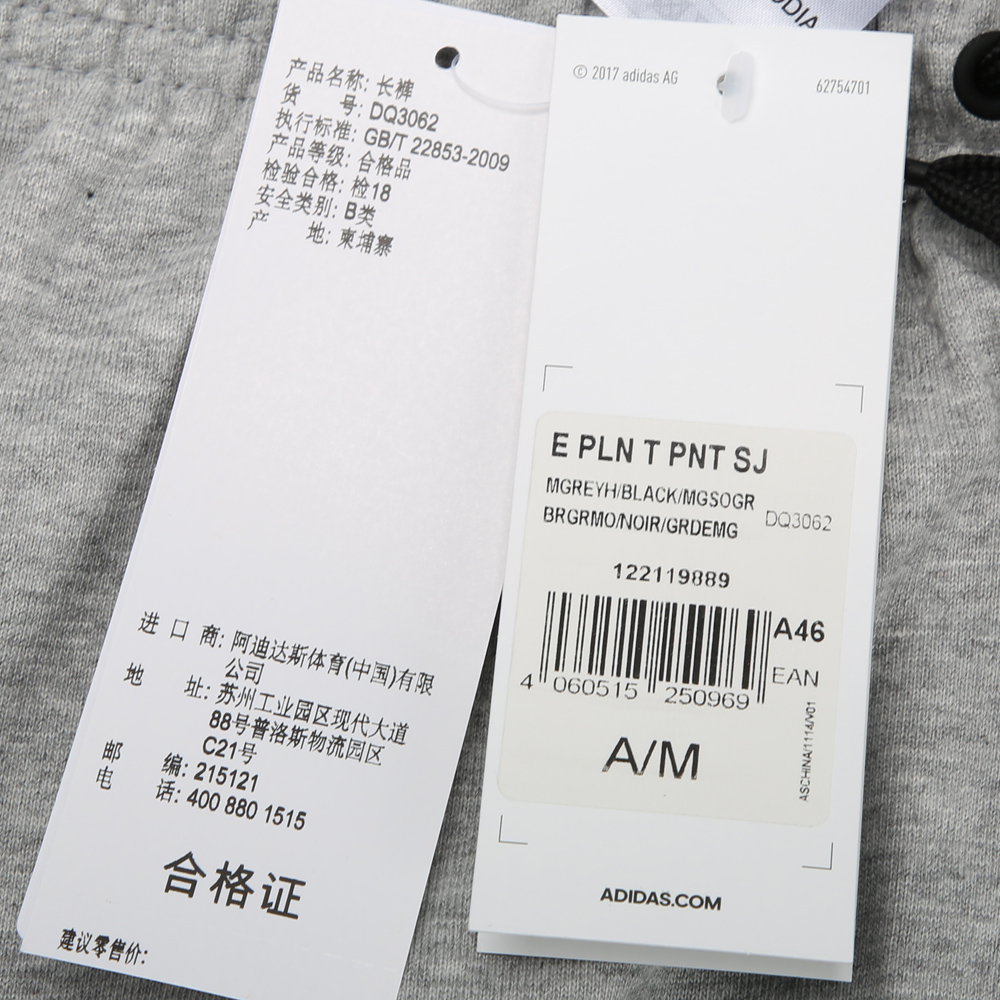 产品名称: 长裤
货 号: DQ3062
执行标准: GB/T 22853-2009
产品等级: 合格品
检验合格: 检18
安全类别: B类
产 地: 柬埔寨
进 口 商: 阿迪达斯体育(中国)有限
公司
地 址: 苏州工业园区现代大道
88号普洛斯物流园区
C21号
邮 编: 215121
电 话: 400 880 1515
合格证
建议零售价:
© 2017 adidas AG
62754701
E PLN T PNT SJ
MGREYH/BLACK/MGSOGR
BRGRMO/NOIR/GRDEMG
DQ3062
122119889
A46
EAN
4 060515 250969
A/M
ASCHINA/1114/V01
ADIDAS.COM